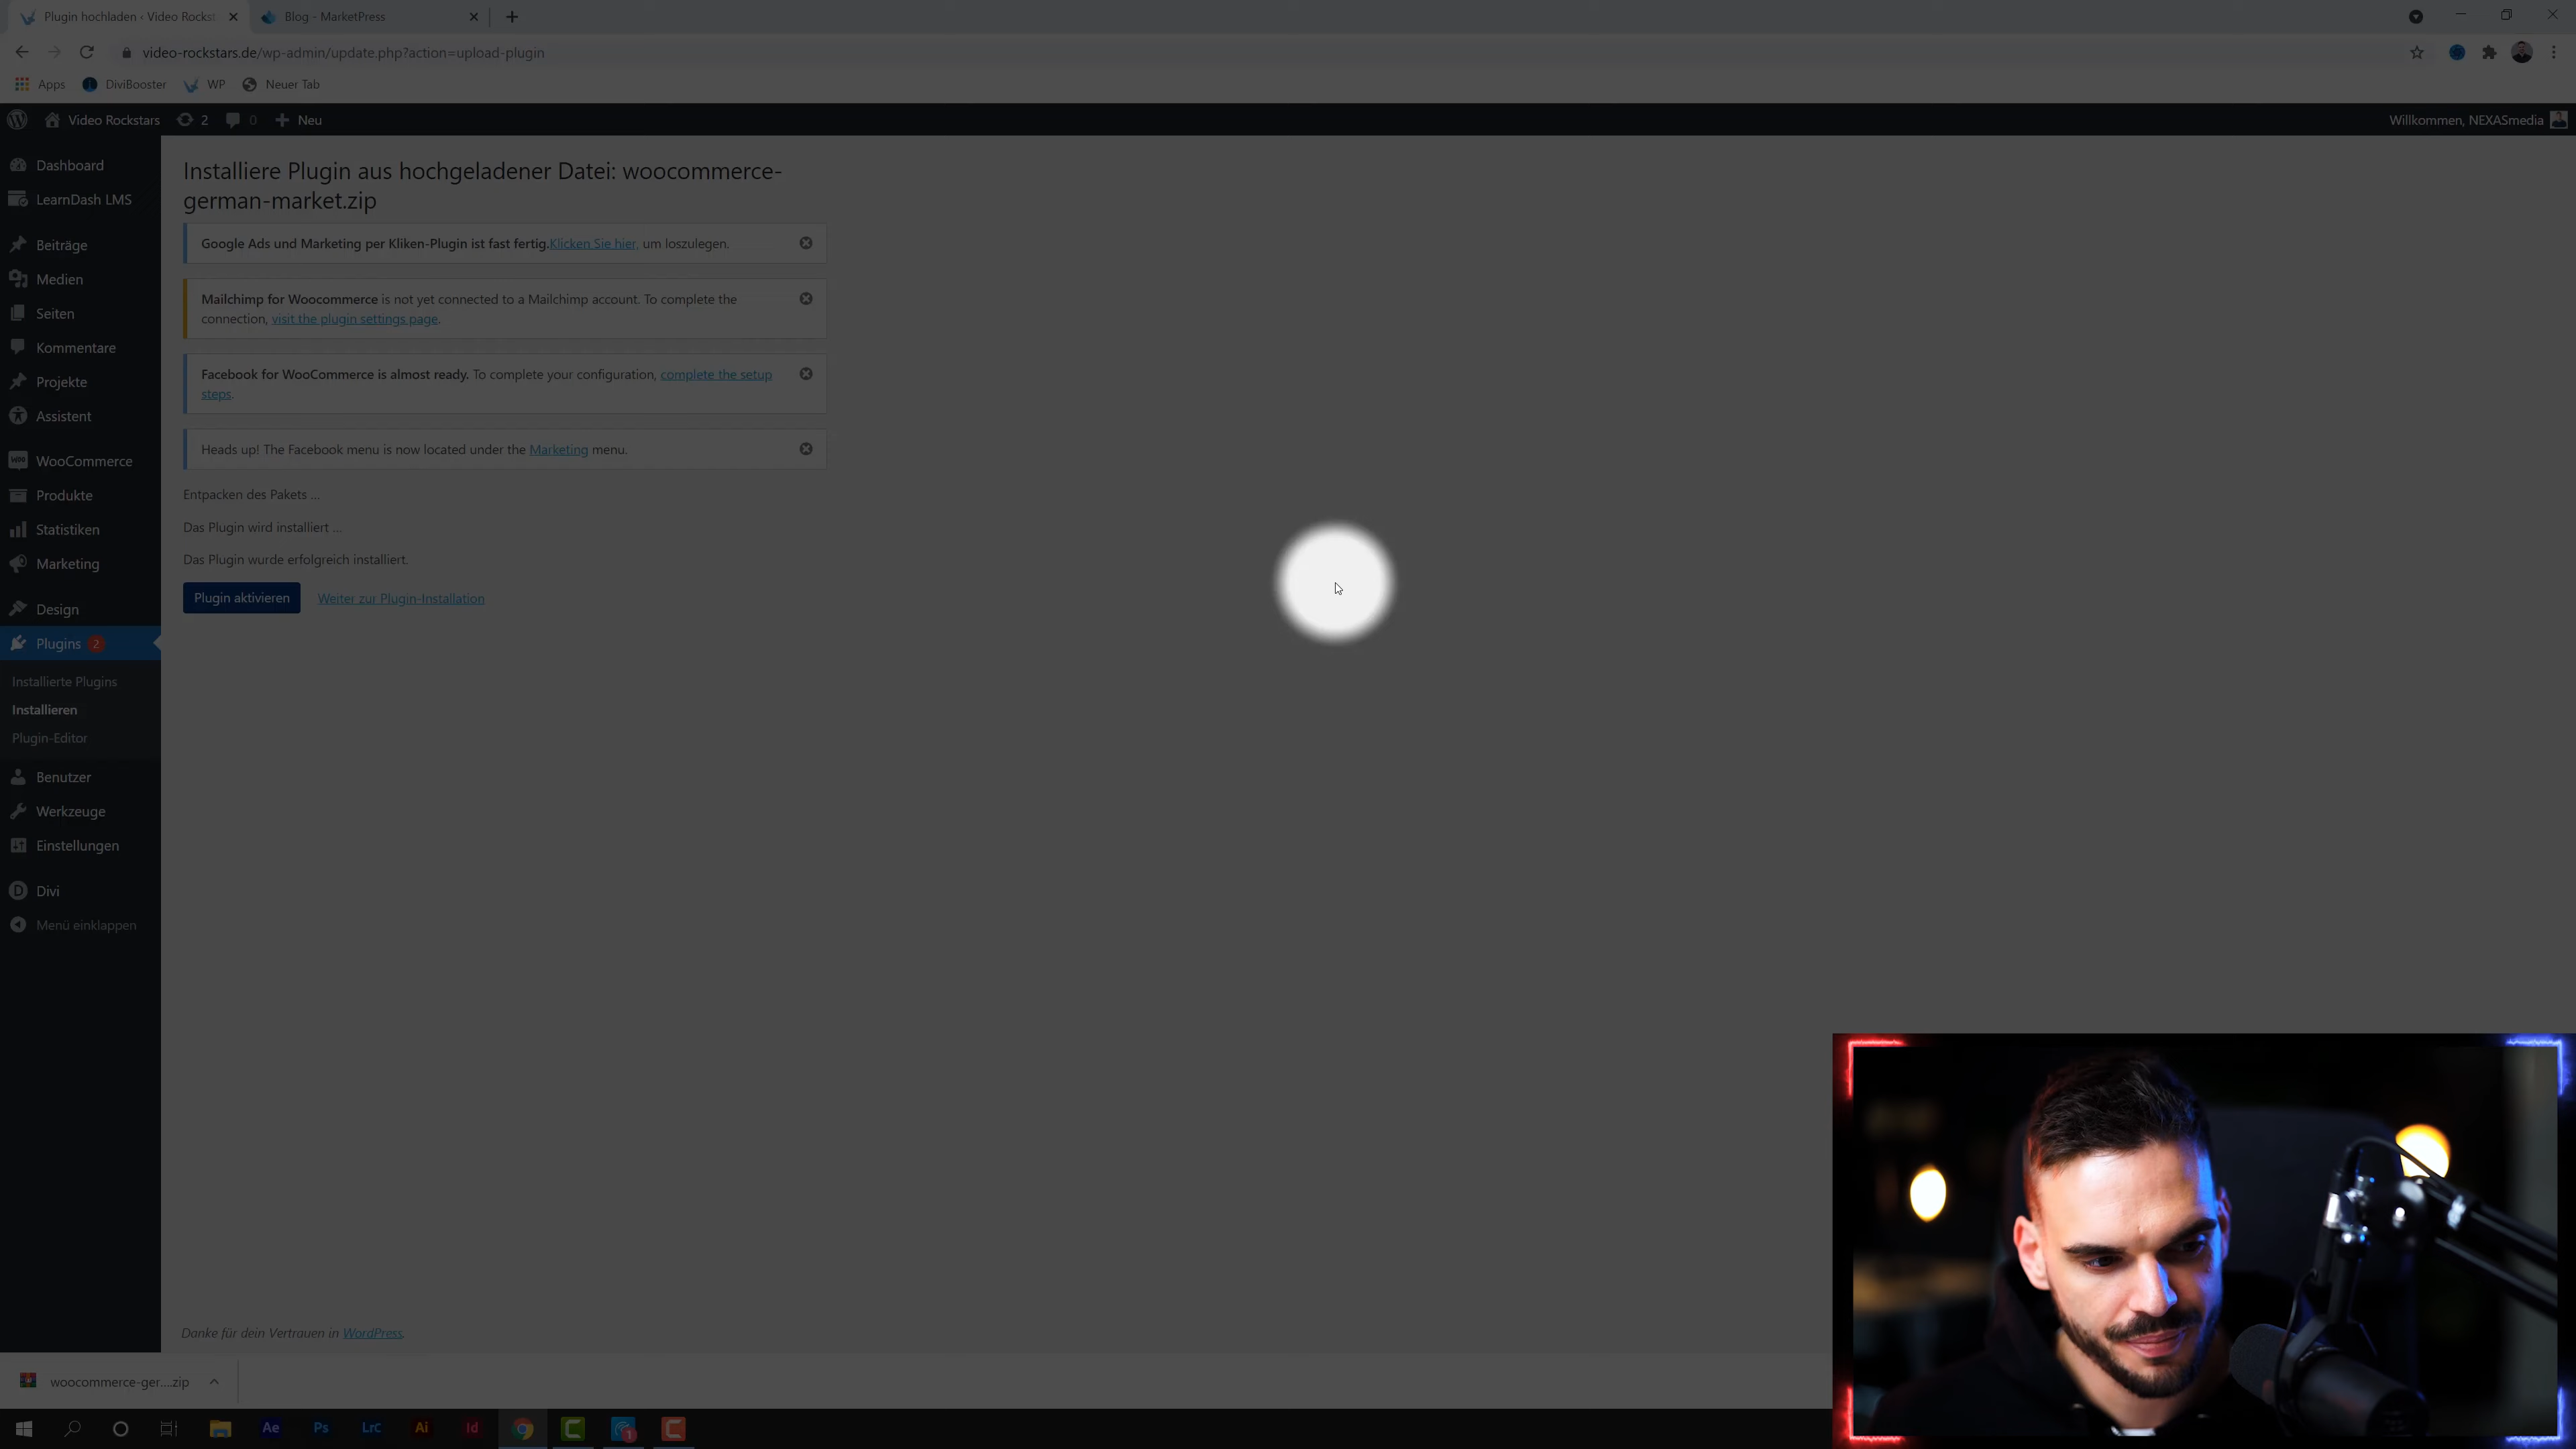 Plugin hochladen ‹ Video Rockst
Blog - MarketPress
video-rockstars.de/wp-admin/update.php?action=upload-plugin
Apps
DiviBooster
WP
Neuer Tab
Video Rockstars
2
0
Neu
Willkommen, NEXASmedia
Dashboard
LearnDash LMS
Beiträge
Medien
Seiten
Kommentare
Projekte
Assistent
WooCommerce
Produkte
Statistiken
Marketing
Design
Plugins 2
Installierte Plugins
Installieren
Plugin-Editor
Benutzer
Werkzeuge
Einstellungen
Divi
Menü einklappen
Installiere Plugin aus hochgeladener Datei: woocommerce-
german-market.zip
Google Ads und Marketing per Kliken-Plugin ist fast fertig.Klicken Sie hier, um loszulegen.
Mailchimp for Woocommerce is not yet connected to a Mailchimp account. To complete the
connection, visit the plugin settings page.
Facebook for WooCommerce is almost ready. To complete your configuration, complete the setup
steps.
Heads up! The Facebook menu is now located under the Marketing menu.
Entpacken des Pakets ...
Das Plugin wird installiert ...
Das Plugin wurde erfolgreich installiert.
Plugin aktivieren
Weiter zur Plugin-Installation
Danke für dein Vertrauen in WordPress.
woocommerce-ger....zip
Ae
Ps
LrC
Ai
Id
1